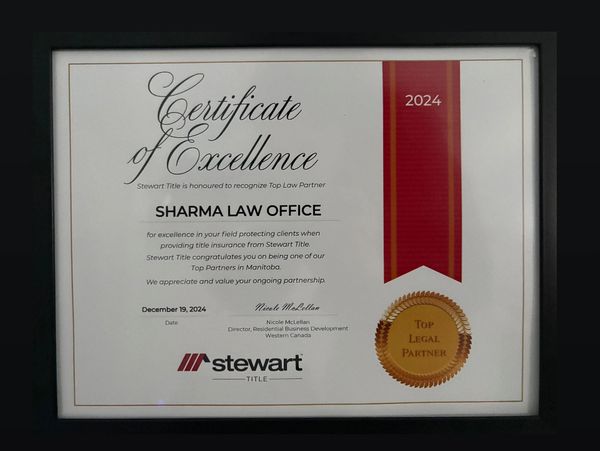 Certificate
of Excellence
2024
Stewart Title is honoured to recognize Top Law Partner
SHARMA LAW OFFICE
for excellence in your field protecting clients when
providing title insurance from Stewart Title.
Stewart Title congratulates you on being one of our
Top Partners in Manitoba.
We appreciate and value your ongoing partnership.
December 19, 2024
Date
Nicole McLellan
Nicole McLellan
Director, Residential Business Development
Western Canada
stewart
TITLE
TOP
LEGAL
PARTNER